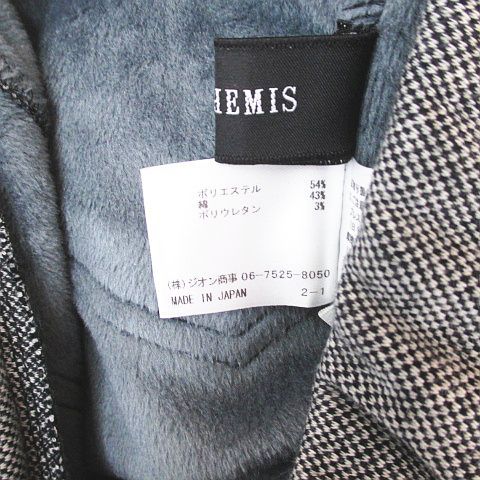 HEMIS
ポリエステル 54%
綿 43%
ポリウレタン 3%
(株)ジオン商事 06-7525-8050
MADE IN JAPAN 2-1